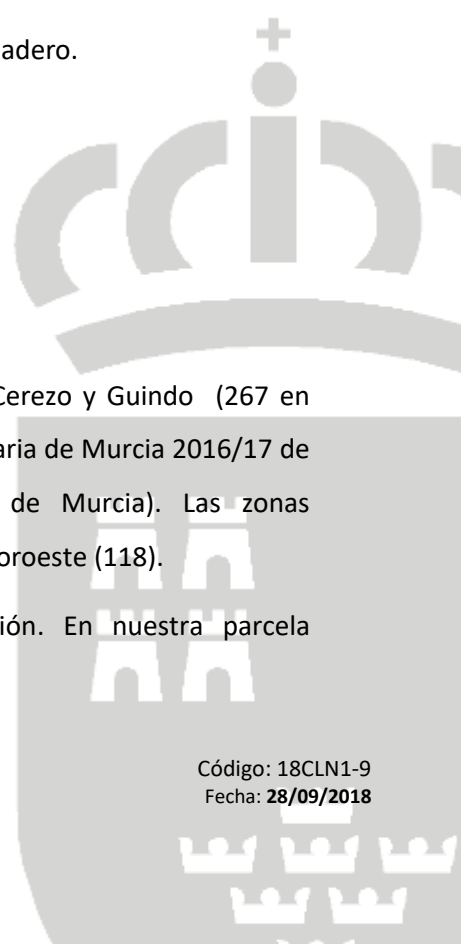 adero.
Cerezo y Guindo (267 en
aria de Murcia 2016/17 de
de Murcia). Las zonas
oroeste (118).
ión. En nuestra parcela
Código: 18CLN1-9
Fecha: 28/09/2018